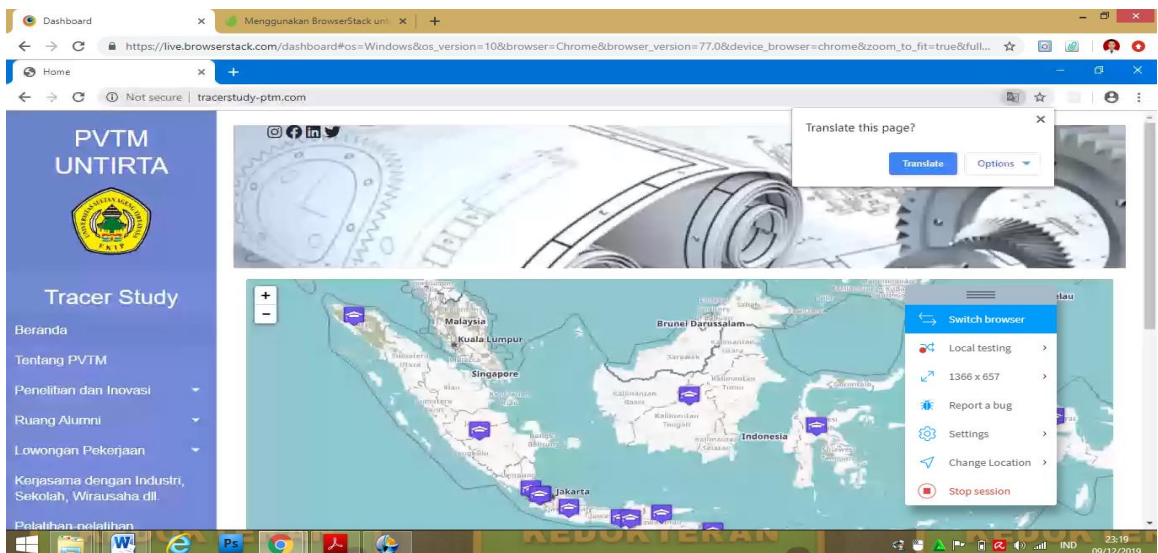 Dashboard
Menggunakan BrowserStack unt
https://live.browserstack.com/dashboard#os=Windows&os_version=10&browser=Chrome&browser_version=77.0&device_browser=chrome&zoom_to_fit=true&full...
Home
Not secure | tracerstudy-ptm.com
Translate this page?
Translate
Options
PVTM
UNTIRTA
Tracer Study
Beranda
Tentang PVTM
Penelitian dan Inovasi
Ruang Alumni
Lowongan Pekerjaan
Kerjasama dengan Industri,
Sekolah, Wirausaha dll.
Pelatihan-pelatihan
+
−
Malaysia
Kuala Lumpur
Singapore
Brunei Darussalam
Sarawak
Indonesia
Jakarta
Switch browser
Local testing
1366 x 657
Report a bug
Settings
Change Location
Stop session
KEDOKTERAN
IND
23:19
09/12/2019